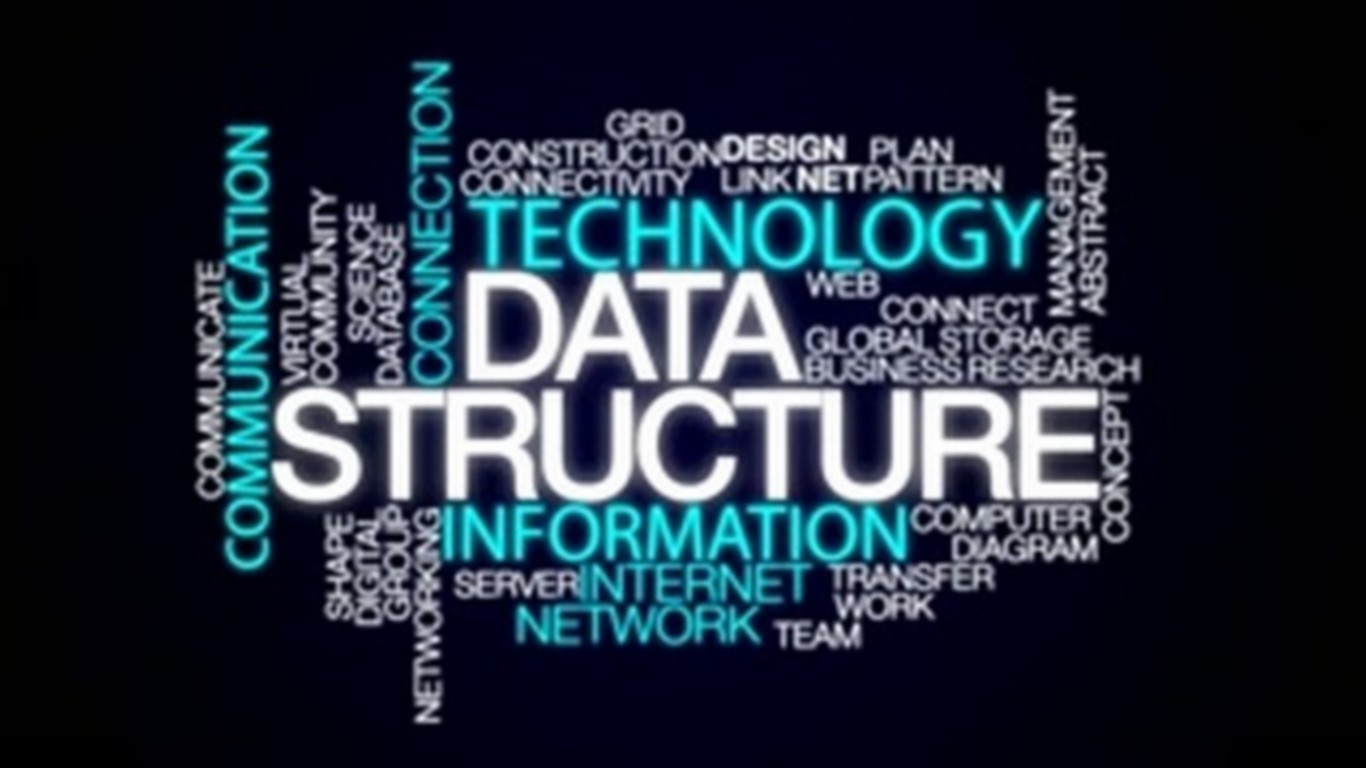 COMMUNICATE
COMMUNICATION
VIRTUAL
COMMUNITY
SCIENCE
DATABASE
CONNECTION
GRID
CONSTRUCTION DESIGN PLAN
CONNECTIVITY LINK NET PATTERN
TECHNOLOGY
MANAGEMENT
ABSTRACT
DATA
WEB
CONNECT
GLOBAL STORAGE
BUSINESS RESEARCH
STRUCTURE
CONCEPT
SHAPE
DIGITAL
GROUP
NETWORKING
INFORMATION COMPUTER
DIAGRAM
SERVER INTERNET TRANSFER
NETWORK WORK
TEAM